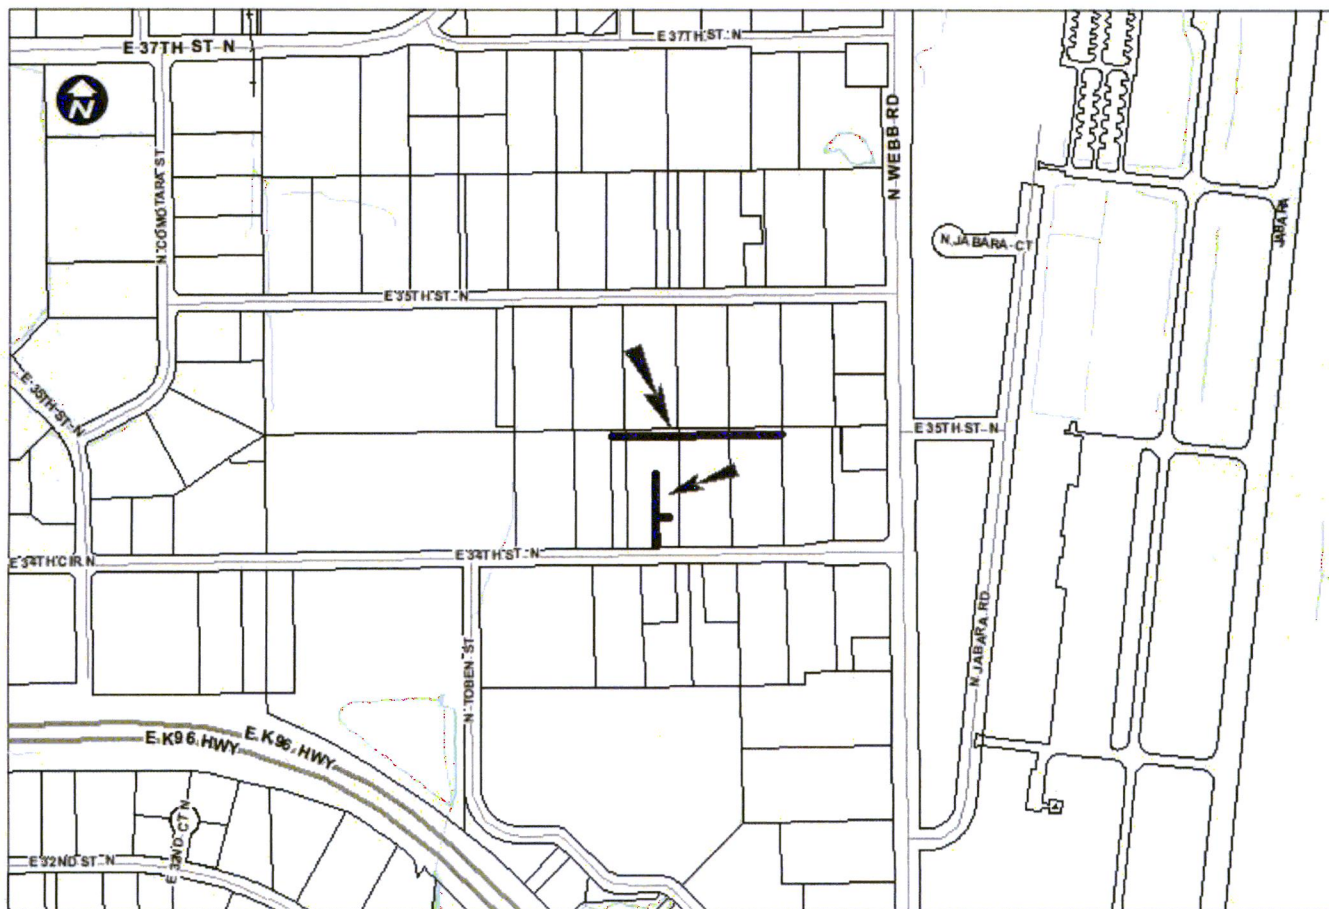 E 37TH ST N
E 37TH ST N
N
N COMOTARA ST
N WEBB RD
JABARA
N JABARA CT
E 35TH ST N
E 35TH ST N
E 35TH ST N
E 34TH CIR N
E 34TH ST N
N TOBEN ST
N JABARA RD
E K96 HWY
E K96 HWY
E 32ND ST N
E 32ND CT N